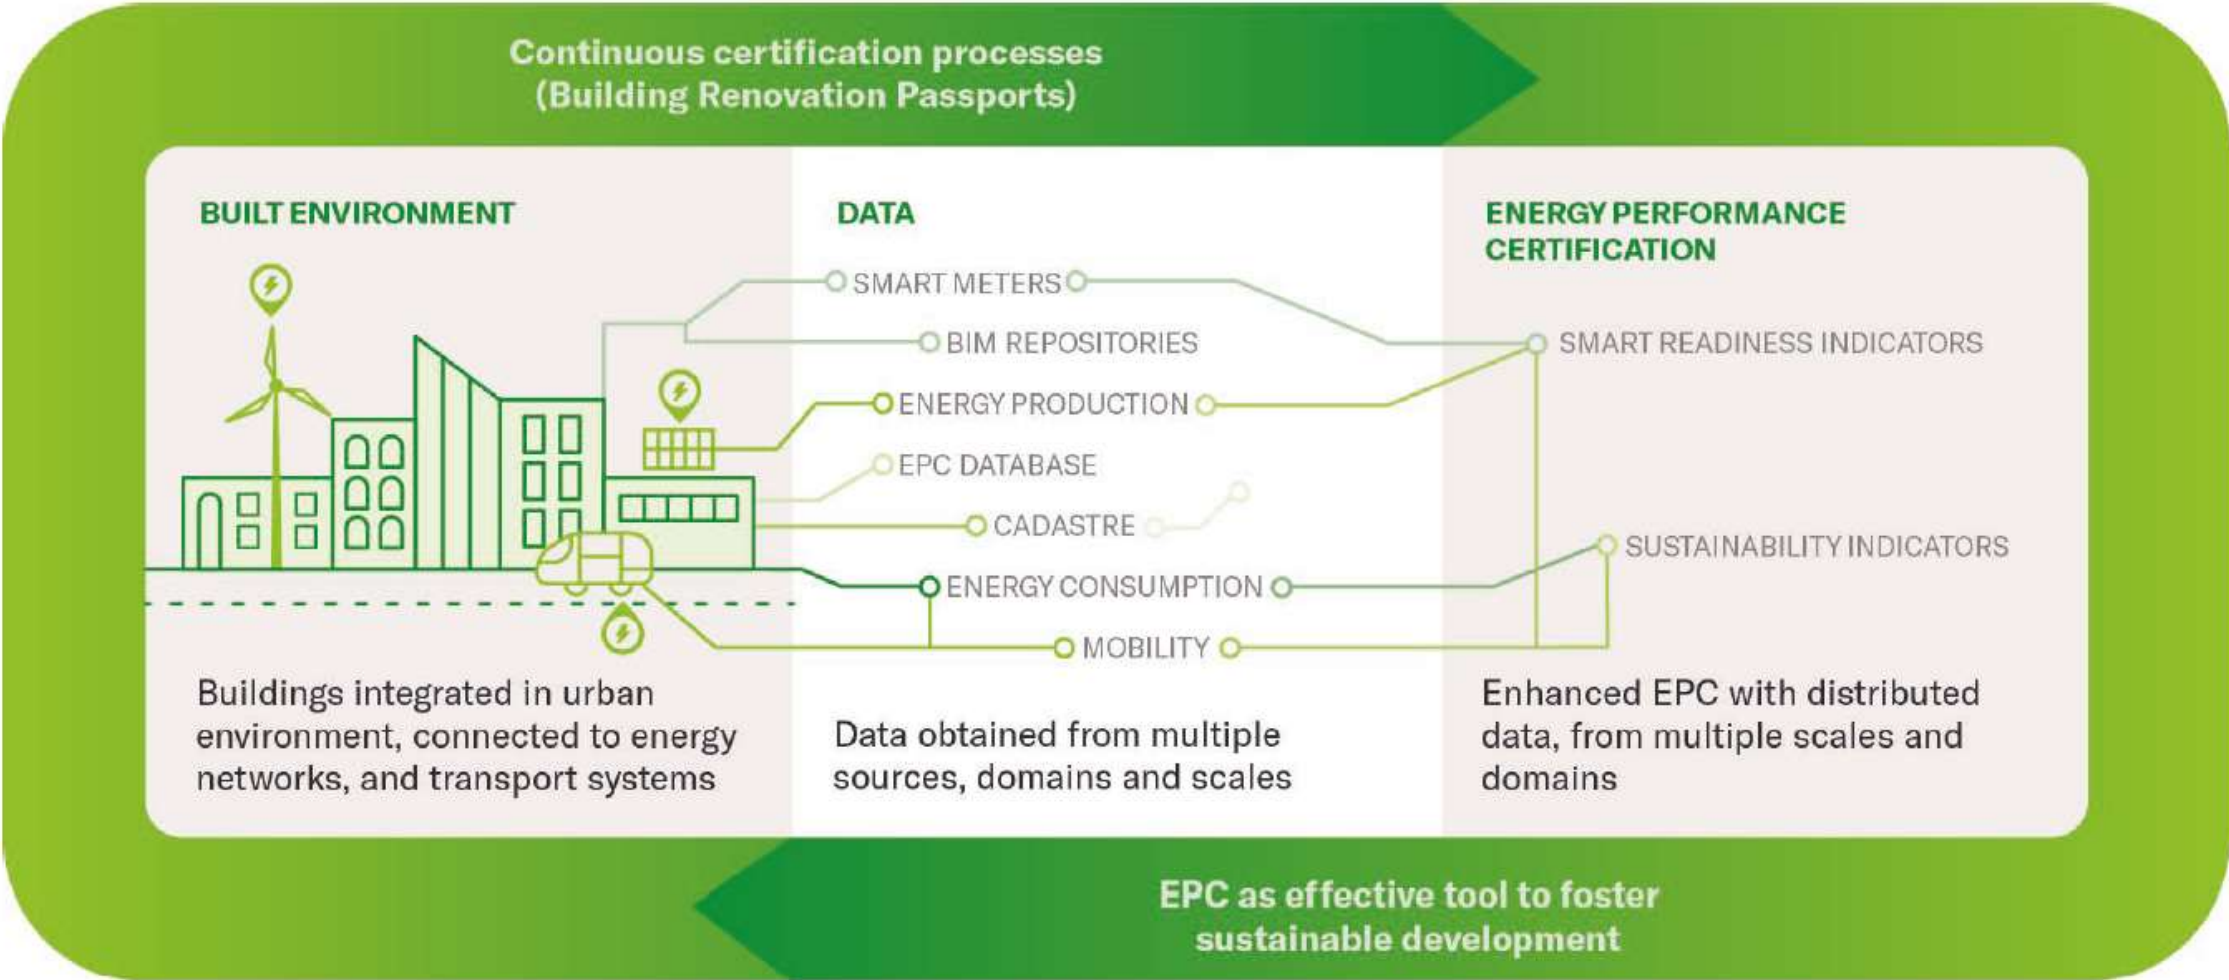 Continuous certification processes
(Building Renovation Passports)
BUILT ENVIRONMENT
Buildings integrated in urban
environment, connected to energy
networks, and transport systems
DATA
SMART METERS
BIM REPOSITORIES
ENERGY PRODUCTION
EPC DATABASE
CADASTRE
ENERGY CONSUMPTION
MOBILITY
Data obtained from multiple
sources, domains and scales
ENERGY PERFORMANCE
CERTIFICATION
SMART READINESS INDICATORS
SUSTAINABILITY INDICATORS
Enhanced EPC with distributed
data, from multiple scales and
domains
EPC as effective tool to foster
sustainable development